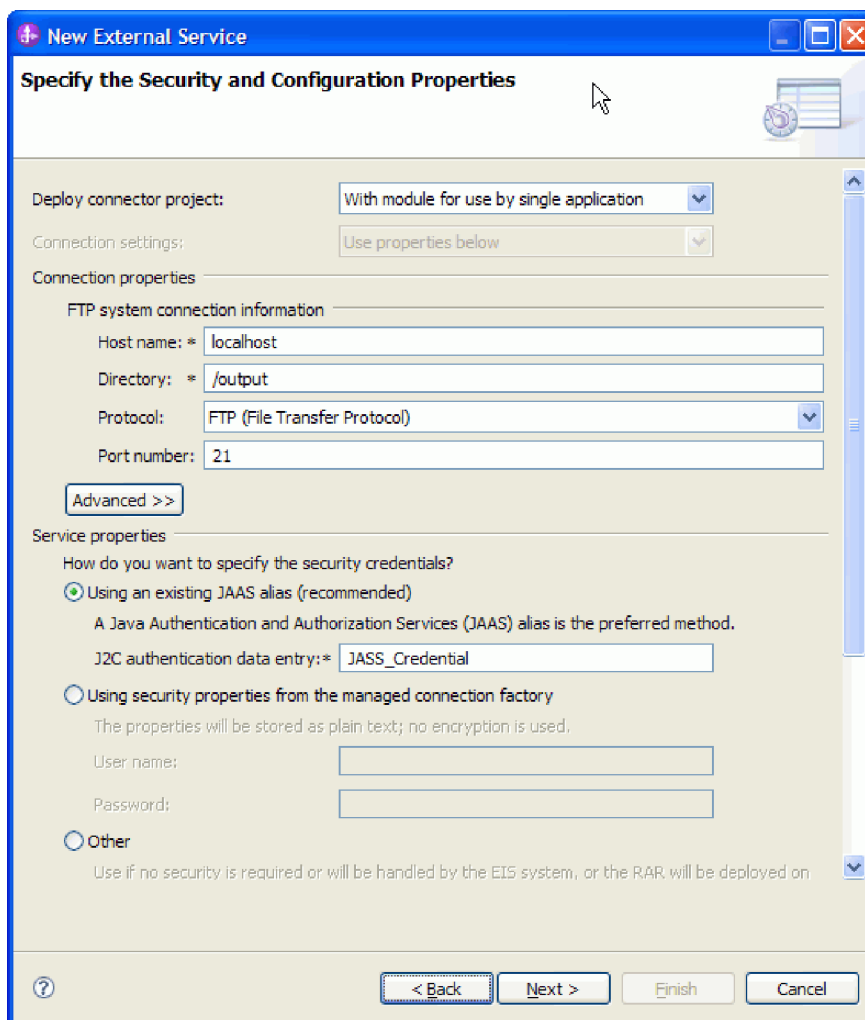 New External Service
Specify the Security and Configuration Properties
Deploy connector project: With module for use by single application
Connection settings: Use properties below
Connection properties
FTP system connection information
Host name: * localhost
Directory: * /output
Protocol: FTP (File Transfer Protocol)
Port number: 21
Advanced >>
Service properties
How do you want to specify the security credentials?
Using an existing JAAS alias (recommended)
A Java Authentication and Authorization Services (JAAS) alias is the preferred method.
J2C authentication data entry:* JASS_Credential
Using security properties from the managed connection factory
The properties will be stored as plain text; no encryption is used.
User name:
Password:
Other
Use if no security is required or will be handled by the EIS system, or the RAR will be deployed on
? < Back Next > Finish Cancel